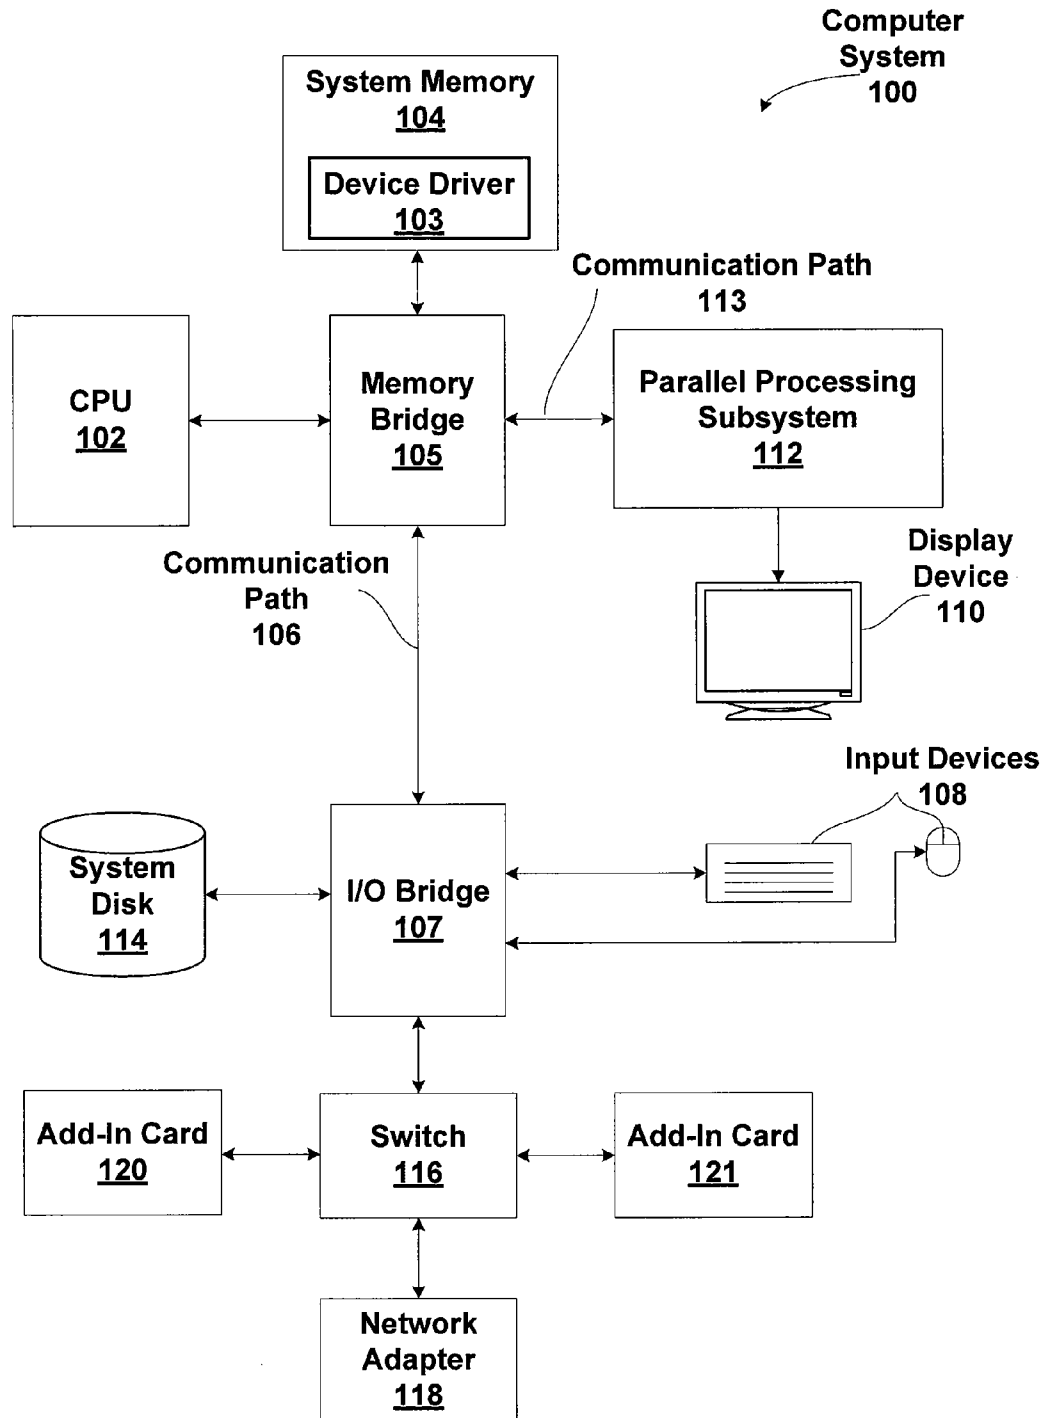 Computer
System
100
System Memory
104
Device Driver
103
Communication Path
113
CPU
102
Memory
Bridge
105
Parallel Processing
Subsystem
112
Communication
Path
106
Display
Device
110
Input Devices
108
System
Disk
114
I/O Bridge
107
Add-In Card
120
Switch
116
Add-In Card
121
Network
Adapter
118